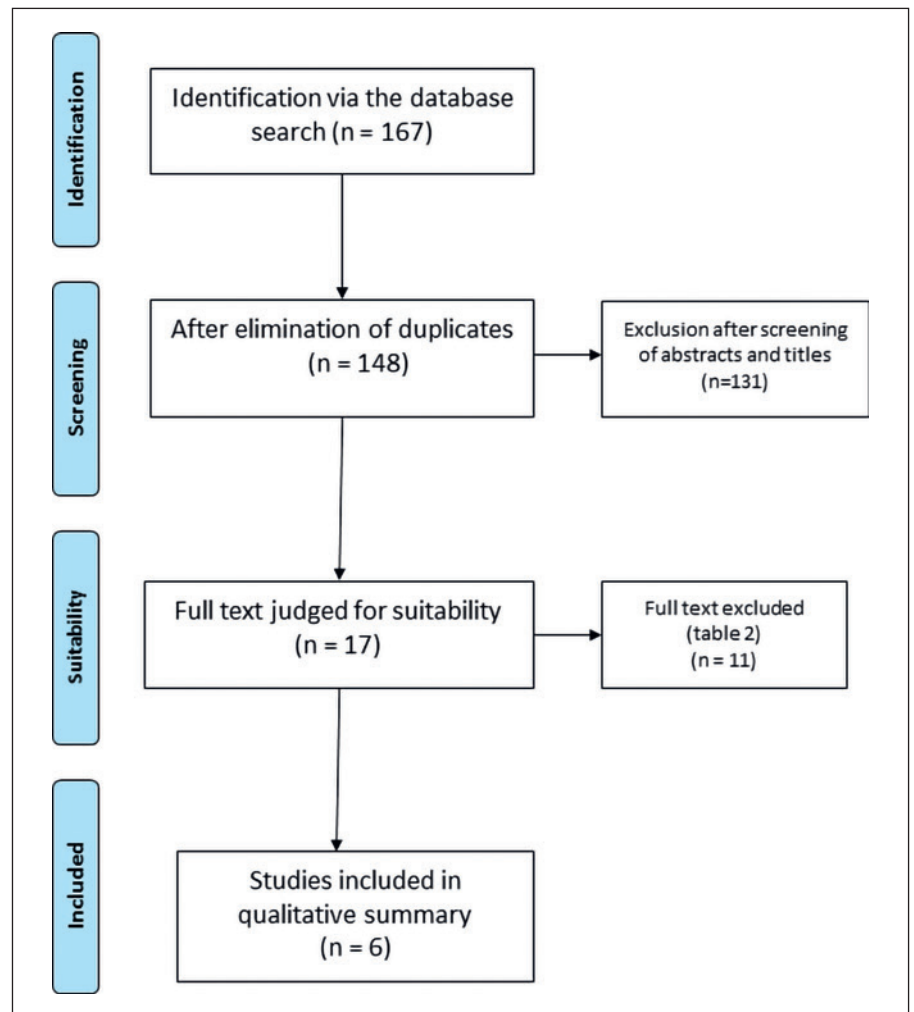 Identification
Identification via the database
search (n = 167)
Screening
After elimination of duplicates
(n = 148)
Exclusion after screening
of abstracts and titles
(n=131)
Suitability
Full text judged for suitability
(n = 17)
Full text excluded
(table 2)
(n = 11)
Included
Studies included in
qualitative summary
(n = 6)